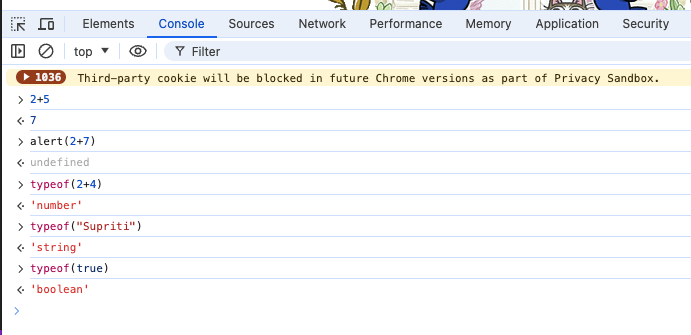 Elements Console Sources Network Performance Memory Application Security
top Filter
1036 Third-party cookie will be blocked in future Chrome versions as part of Privacy Sandbox.
> 2+5
< 7
> alert(2+7)
< undefined
> typeof(2+4)
< 'number'
> typeof("Supriti")
< 'string'
> typeof(true)
< 'boolean'
>